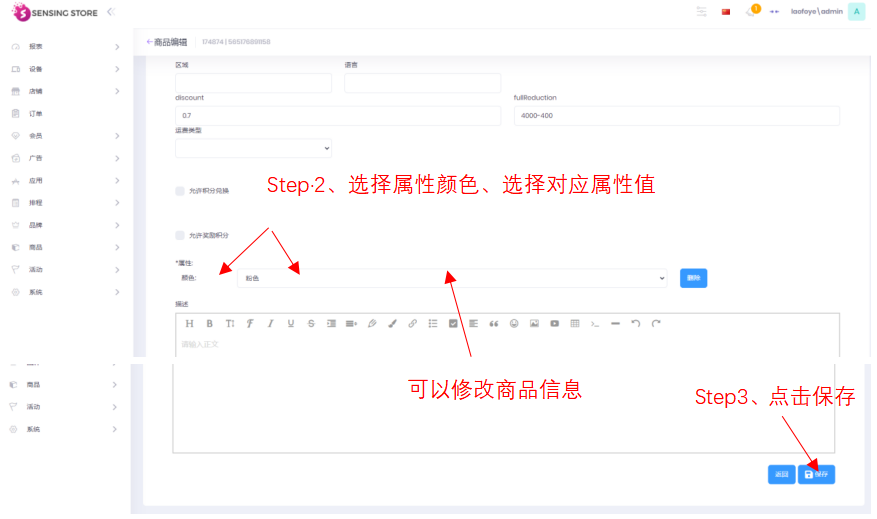 SENSING STORE
1
laofoye\admin
A
报表
设备
店铺
订单
会员
广告
应用
排程
品牌
商品
活动
系统
←商品编辑 174874 | 565176891158
区域
语言
discount
fullReduction
0.7
4000-400
运费类型
Step·2、选择属性颜色、选择对应属性值
允许积分兑换
允许奖励积分
*属性:
颜色:
粉色
删除
描述
请输入正文
商品
活动
系统
可以修改商品信息
Step3、点击保存
返回
保存